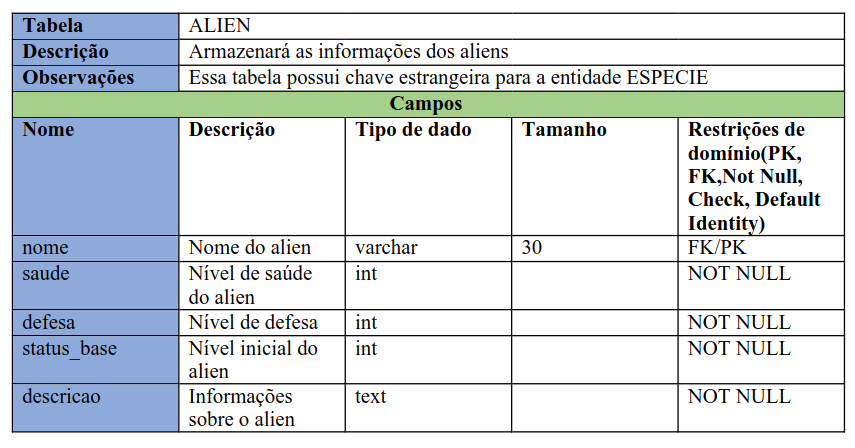 Tabela ALIEN
Descrição Armazenará as informações dos aliens
Observações Essa tabela possui chave estrangeira para a entidade ESPECIE
Campos
Nome Descrição Tipo de dado Tamanho Restrições de
domínio(PK,
FK,Not Null,
Check, Default
Identity)
nome Nome do alien varchar 30 FK/PK
saude Nível de saúde int NOT NULL
do alien
defesa Nível de defesa int NOT NULL
status_base Nível inicial do int NOT NULL
alien
descricao Informações text NOT NULL
sobre o alien